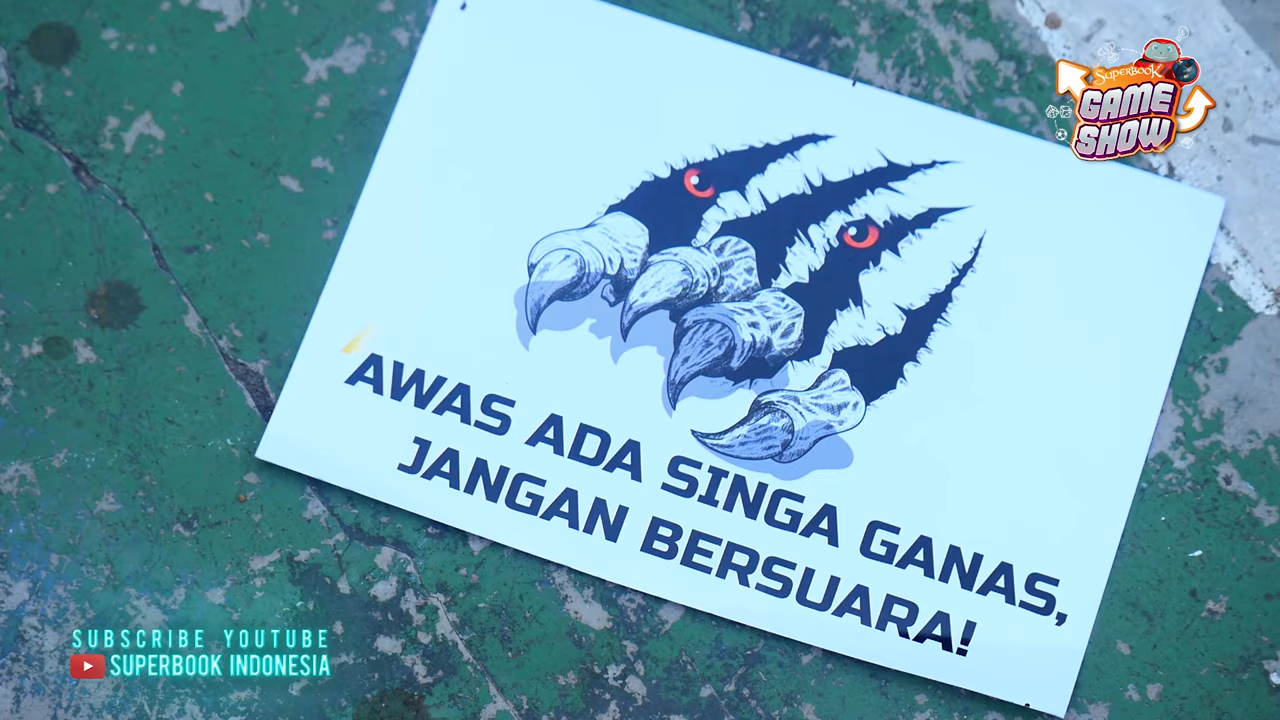 SUPERBOOK
GAME
SHOW
AWAS ADA SINGA GANAS,
JANGAN BERSUARA!
SUBSCRIBE YOUTUBE
SUPERBOOK INDONESIA